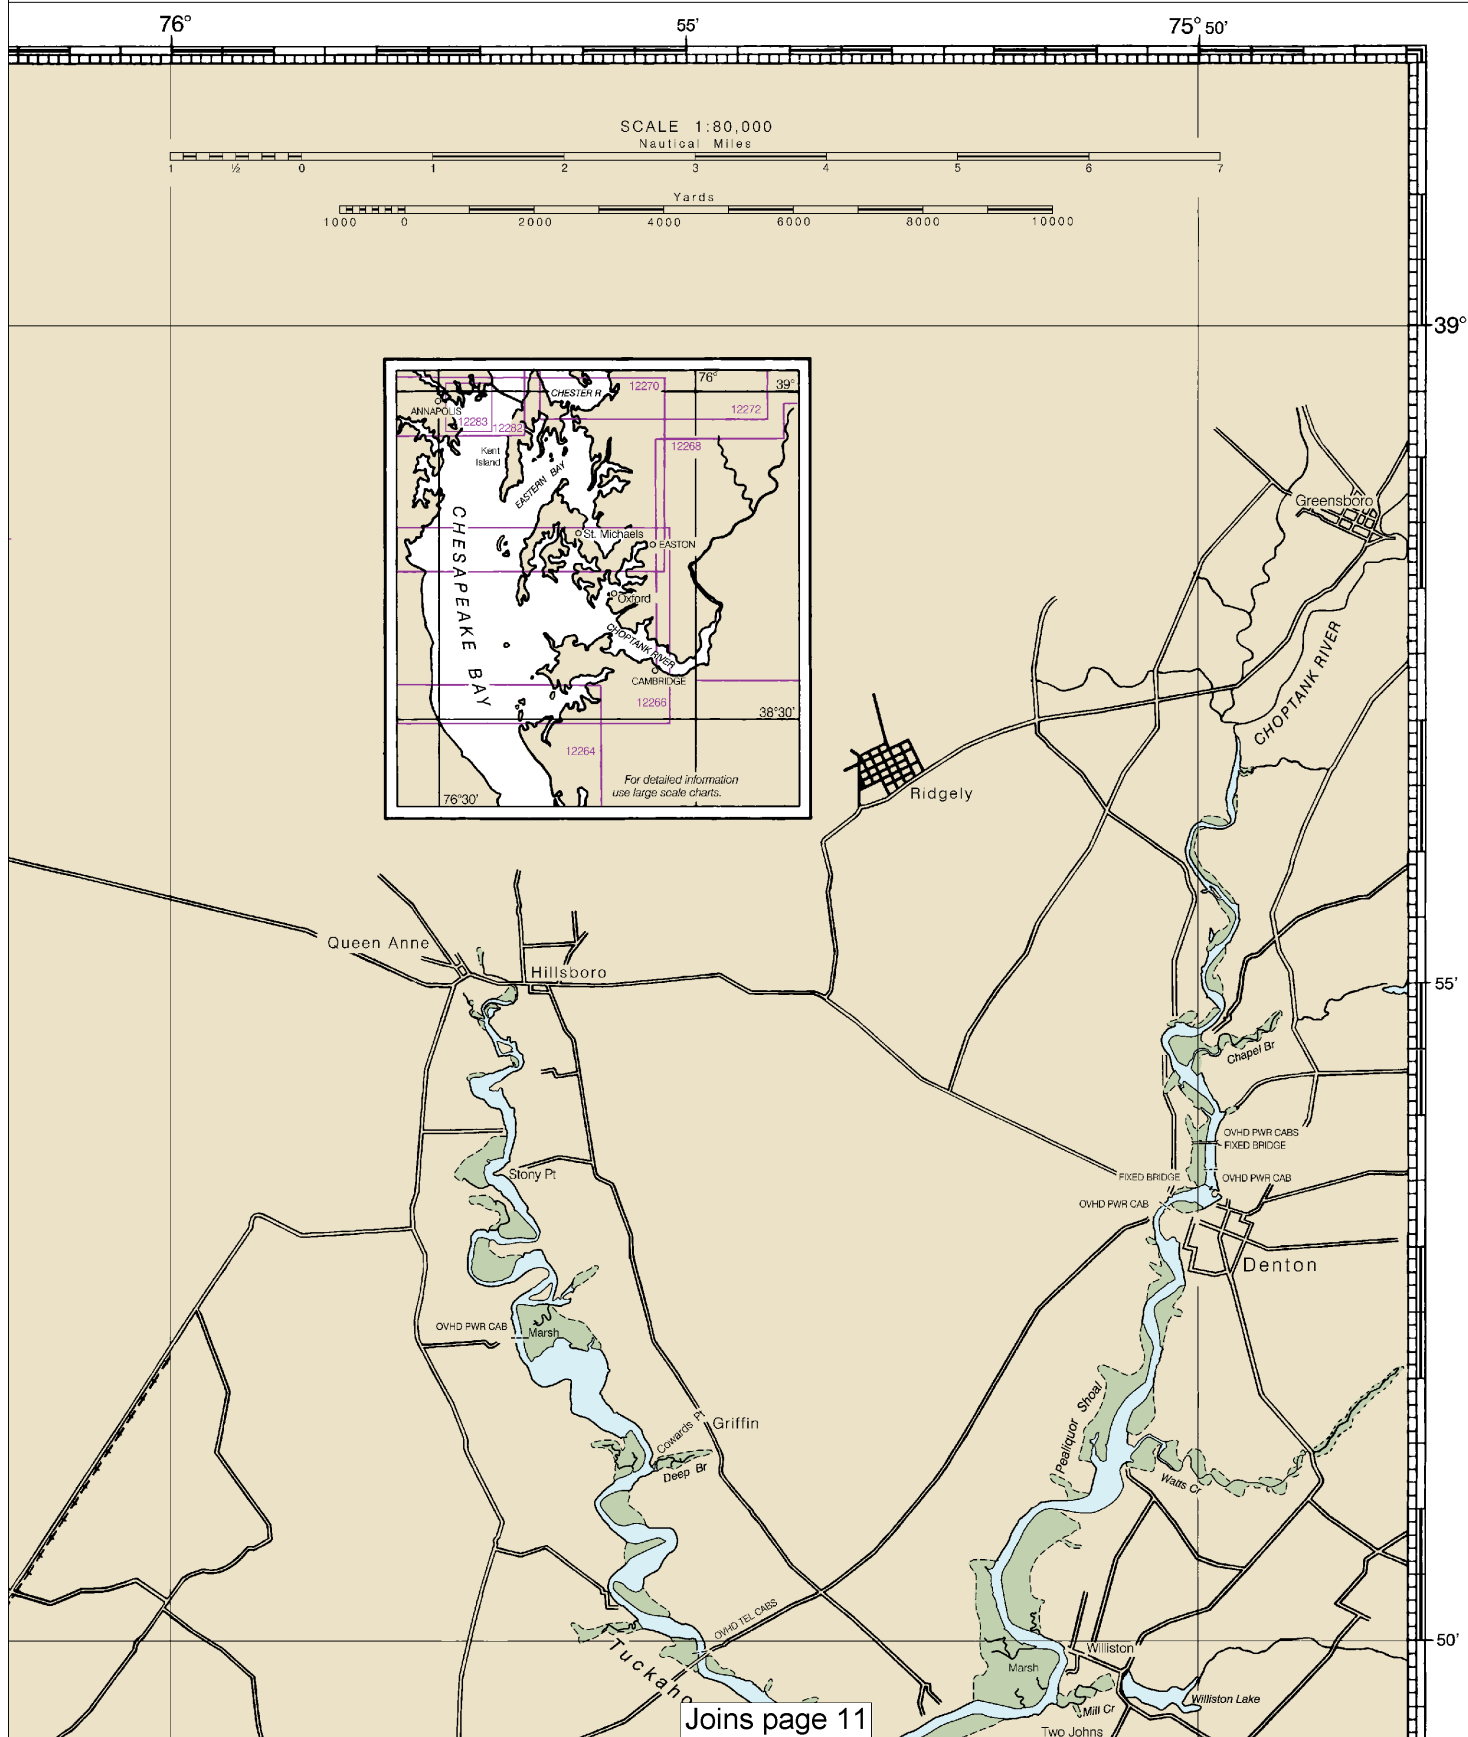 76°
55'
75° 50'
SCALE 1:80,000
Nautical Miles
1 ½ 0 1 2 3 4 5 6 7
Yards
1000 0 2000 4000 6000 8000 10000
39°
76°
39°
CHESTER R
12270
12272
ANNAPOLIS
12283
12282
12268
Kent
Island
EASTERN BAY
CHESAPEAKE BAY
St. Michaels
EASTON
Oxford
CHOPTANK RIVER
CAMBRIDGE
12266
38°30'
12264
For detailed information
use large scale charts.
76°30'
Greensboro
CHOPTANK RIVER
Ridgely
Queen Anne
Hillsboro
55'
Chapel Br
OVHD PWR CABS
FIXED BRIDGE
Stony Pt
FIXED BRIDGE
OVHD PWR CAB
OVHD PWR CAB
Denton
OVHD PWR CAB
Marsh
Pealiquor Shoal
Cowards Pt
Griffin
Deep Br
Watts Cr
OVHD TEL CABS
50'
Tuckaho
Williston
Marsh
Williston Lake
Mill Cr
Joins page 11
Two Johns